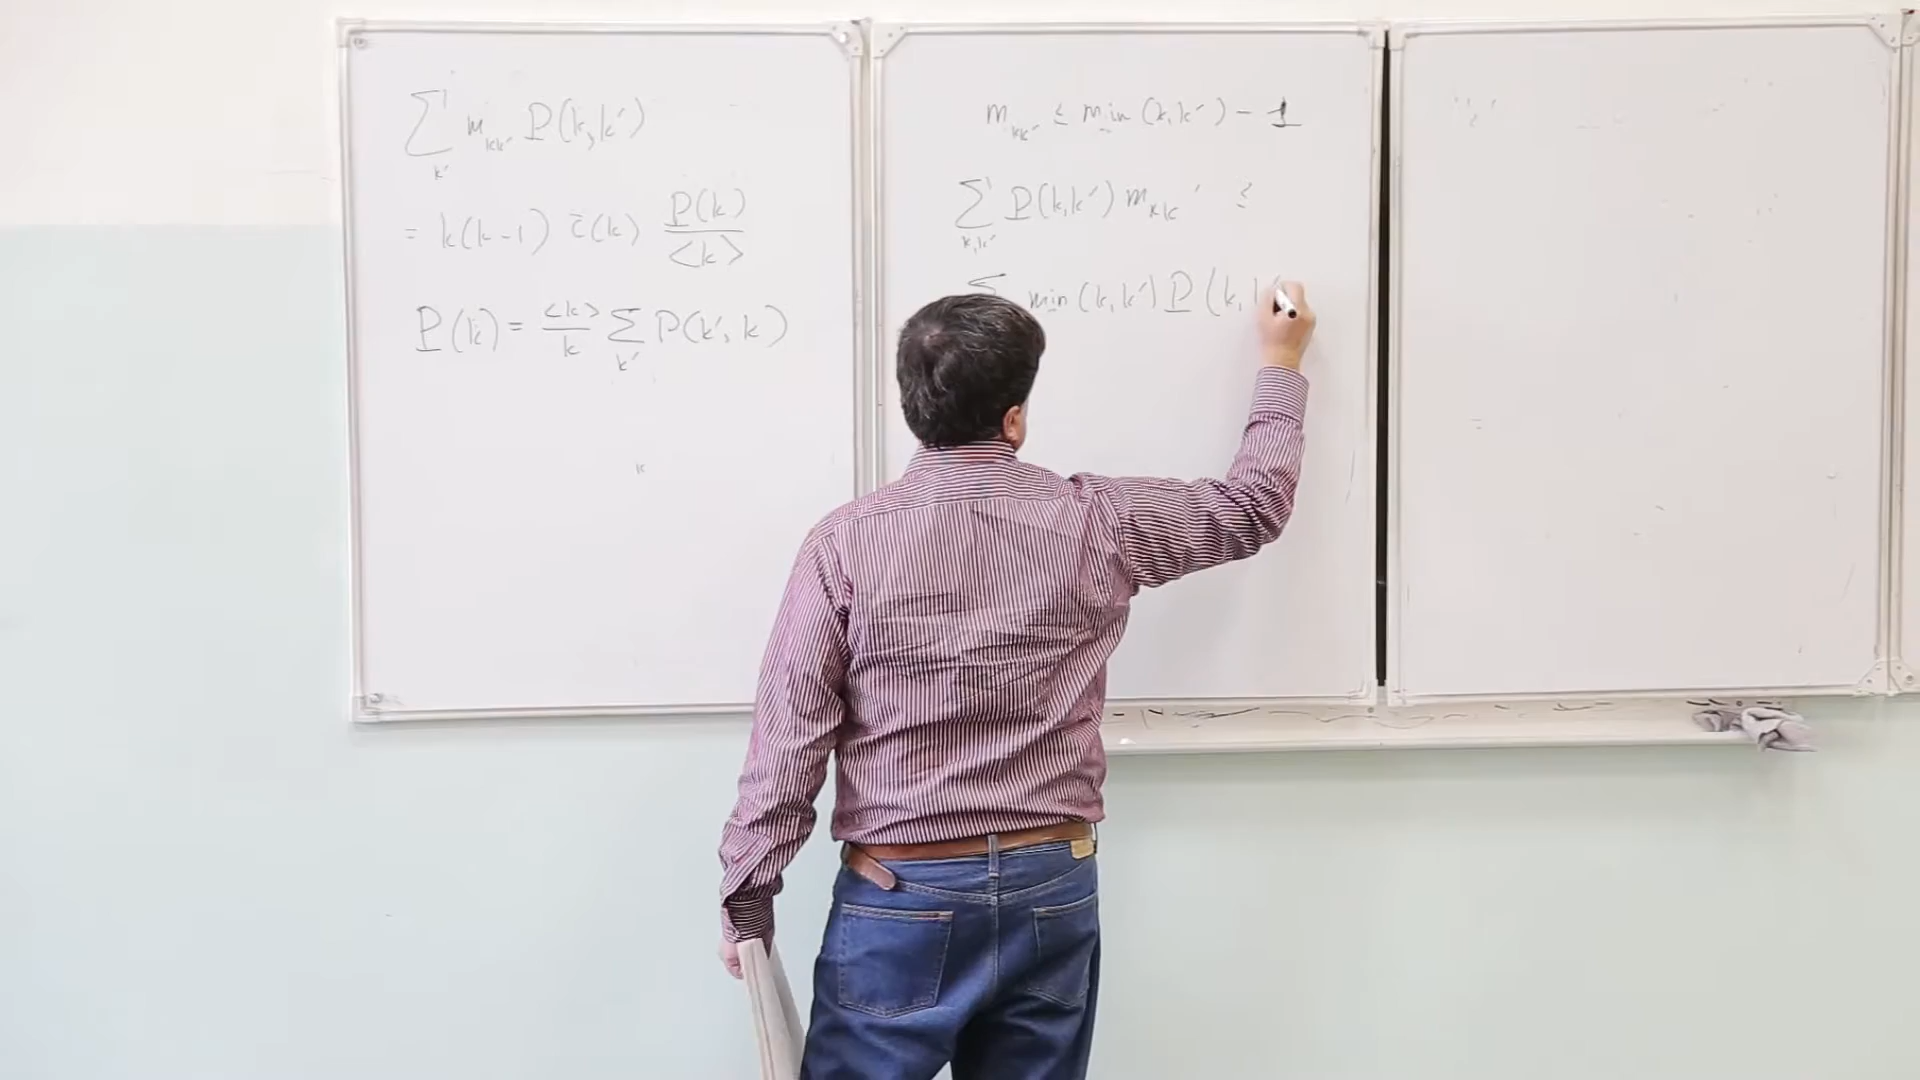 ∑ m_kk′ P(k,k′)
k′
= k(k-1) c̄(k) P(k)/<k>
P(k) = <k>/k ∑ P(k′,k)
k′
k
m_kk′ ≤ min(k,k′) - 1
∑ P(k,k′) m_kk′ ≤
k,k′
∑ min(k,k′) P(k,k′